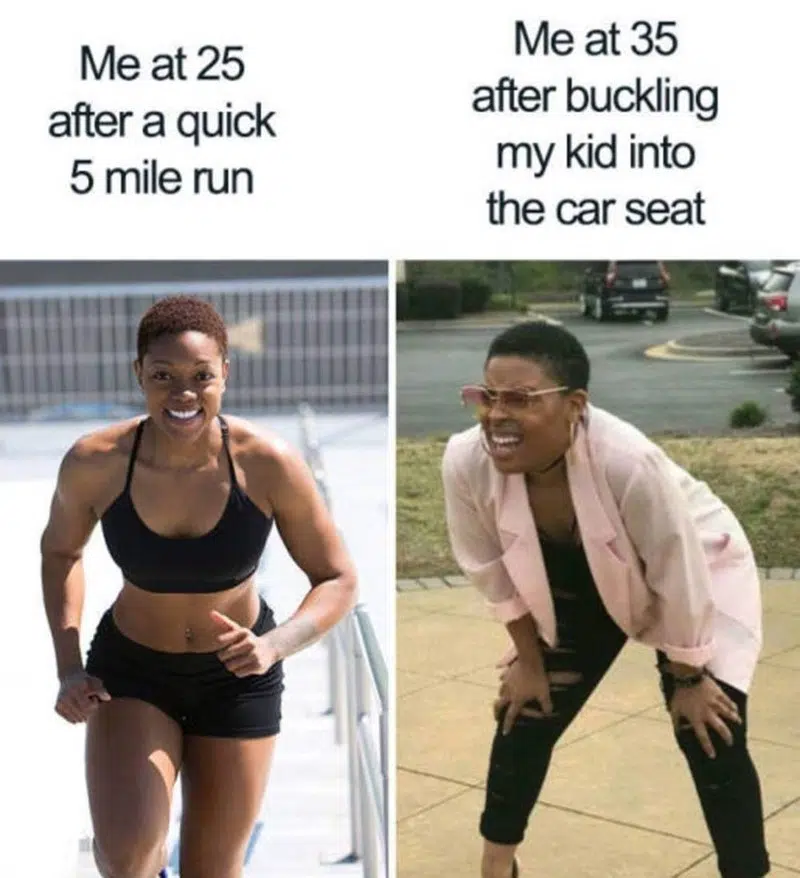 Me at 25
after a quick
5 mile run
Me at 35
after buckling
my kid into
the car seat